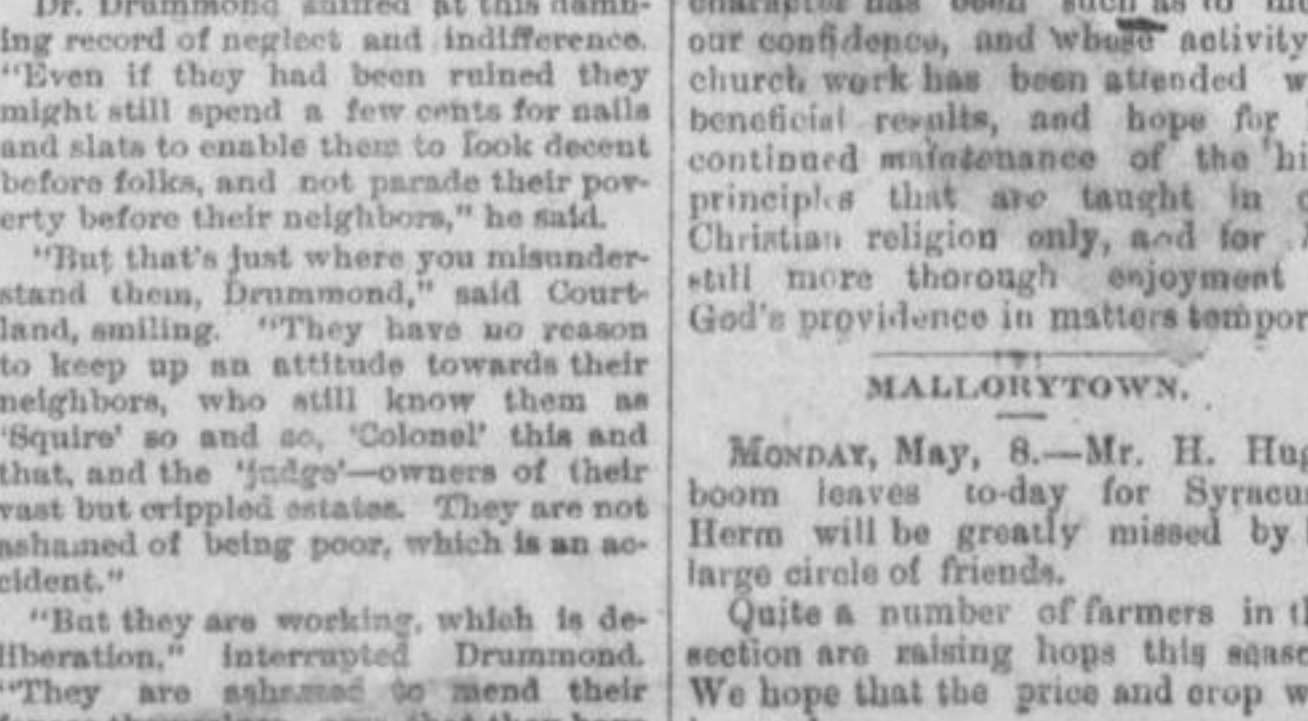 Dr. Drummond sniffed at this damn-
ing record of neglect and indifference.
"Even if they had been ruined they
might still spend a few cents for nails
and slats to enable them to look decent
before folks, and not parade their pov-
erty before their neighbors," he said.
"But that's just where you misunder-
stand them, Drummond," said Court-
land, smiling. "They have no reason
to keep up an attitude towards their
neighbors, who still know them as
'Squire' so and so, 'Colonel' this and
that, and the 'judge'—owners of their
vast but crippled estates. They are not
ashamed of being poor, which is an ac-
cident."
"But they are working, which is de-
liberation," interrupted Drummond.
"They are ashamed to mend their
character has been such as to
our confidence, and whose activity
church work has been attended
beneficial results, and hope for
continued maintenance of the
principles that are taught in
Christian religion only, and for
still more thorough enjoyment
God's providence in matters tempor
MALLORYTOWN.
MONDAY, May, 8.—Mr. H. Hug
boom leaves to-day for Syracu
Herm will be greatly missed by
large circle of friends.
Quite a number of farmers in th
section are raising hops this seaso
We hope that the price and crop w